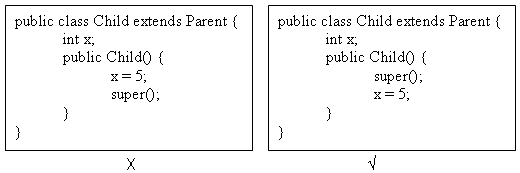 public class Child extends Parent {
int x;
public Child() {
x = 5;
super();
}
}
X
public class Child extends Parent {
int x;
public Child() {
super();
x = 5;
}
}
√